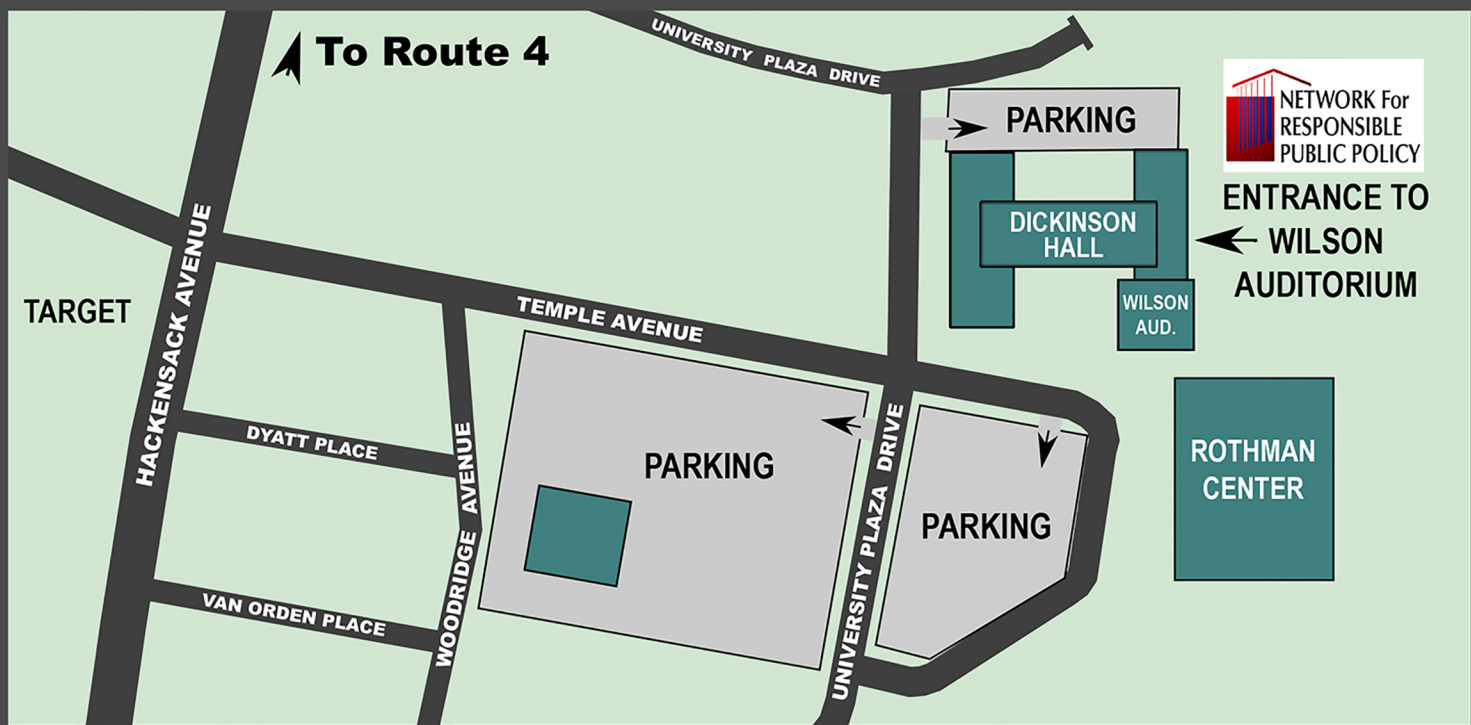 To Route 4
UNIVERSITY PLAZA DRIVE
PARKING
NETWORK For
RESPONSIBLE
PUBLIC POLICY
ENTRANCE TO
WILSON
AUDITORIUM
DICKINSON
HALL
WILSON
AUD.
TARGET
HACKENSACK AVENUE
TEMPLE AVENUE
DYATT PLACE
WOODRIDGE AVENUE
PARKING
UNIVERSITY PLAZA DRIVE
PARKING
ROTHMAN
CENTER
VAN ORDEN PLACE